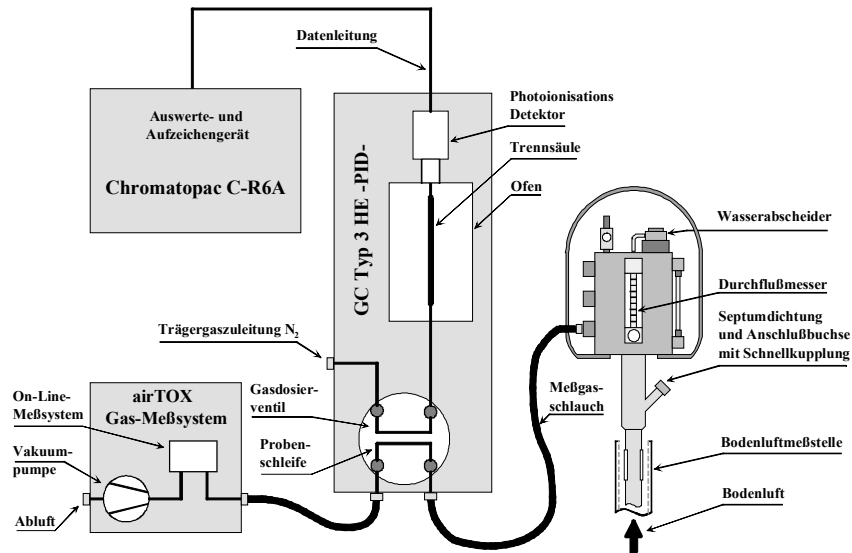 Datenleitung
Auswerte- und
Aufzeichengerät
Chromatopac C-R6A
GC Typ 3 HE -PID-
Photoionisations
Detektor
Trennsäule
Ofen
Wasserabscheider
Durchflußmesser
Septumdichtung
und Anschlußbuchse
mit Schnellkupplung
Trägergaszuleitung N₂
airTOX
Gas-Meßsystem
On-Line-
Meßsystem
Vakuum-
pumpe
Abluft
Gasdosier-
ventil
Proben-
schleife
Meßgas-
schlauch
Bodenluftmeßstelle
Bodenluft